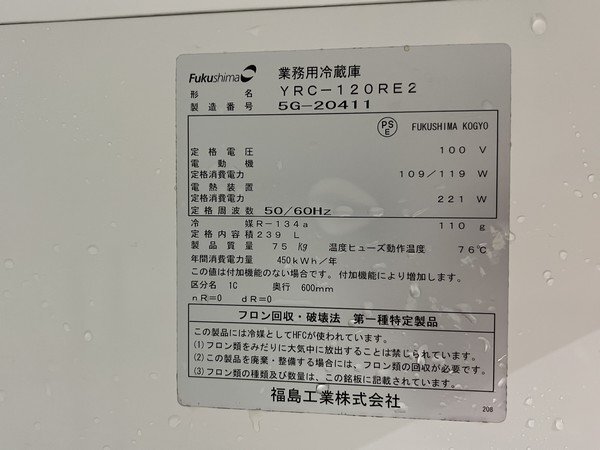 Fukushima 業務用冷蔵庫
形名 YRC-120RE2
製造番号 5G-20411
PSE FUKUSHIMA KOGYO
定格電圧 100 V
電動機
定格消費電力 109/119 W
電熱装置
定格消費電力 221 W
定格周波数 50/60Hz
冷媒 R-134a 110 g
定格内容積 239 L
製品質量 75 Kg 温度ヒューズ動作温度 76℃
年間消費電力量 450kWh/年
この値は付加機能のない場合です。付加機能により増加します。
区分名 1C 奥行 600mm
nR=0 dR=0
フロン回収・破壊法 第一種特定製品
この製品には冷媒としてHFCが使われています。
(1)フロン類をみだりに大気中に放出することは禁じられています。
(2)この製品を廃棄・整備する場合には、フロン類の回収が必要です。
(3)フロン類の種類及び数量は、この銘板に記載されています。
福島工業株式会社
208